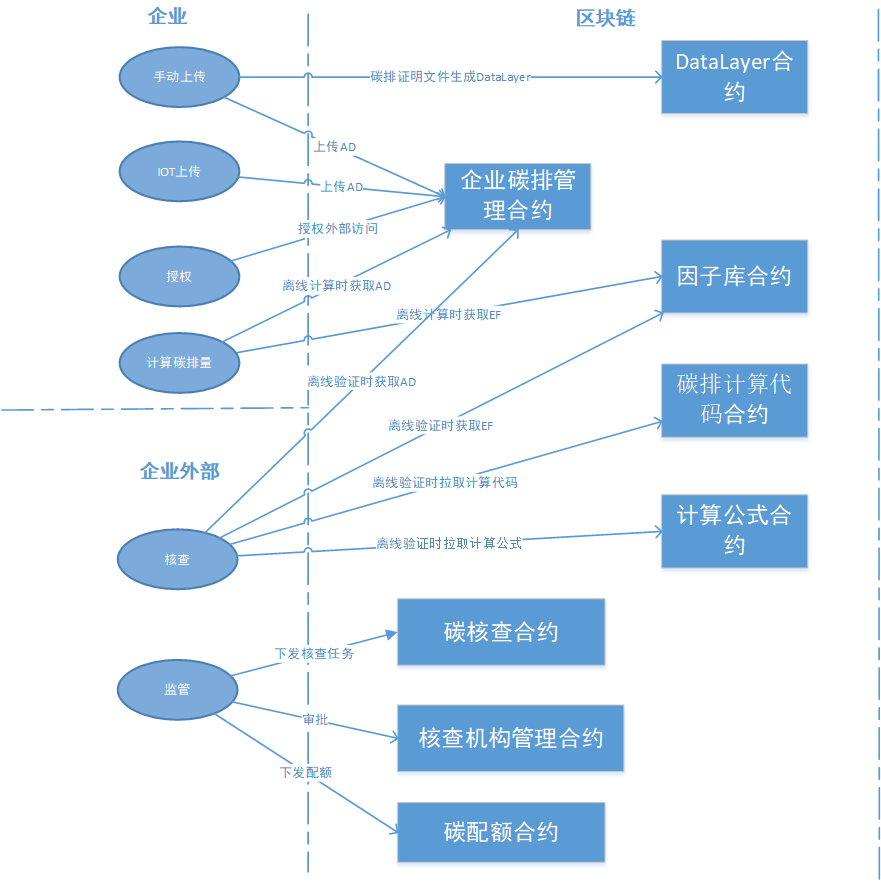 企业
区块链
手动上传
碳排证明文件生成DataLayer
DataLayer合
约
上传AD
IOT上传
上传AD
企业碳排管
理合约
授权外部访问
授权
离线计算时获取AD
因子库合约
离线计算时获取EF
计算碳排量
离线验证时获取AD
碳排计算代
码合约
离线验证时获取EF
企业外部
离线验证时拉取计算代码
计算公式合
约
离线验证时拉取计算公式
核查
碳核查合约
下发核查任务
监管
审批
核查机构管理合约
下发配额
碳配额合约